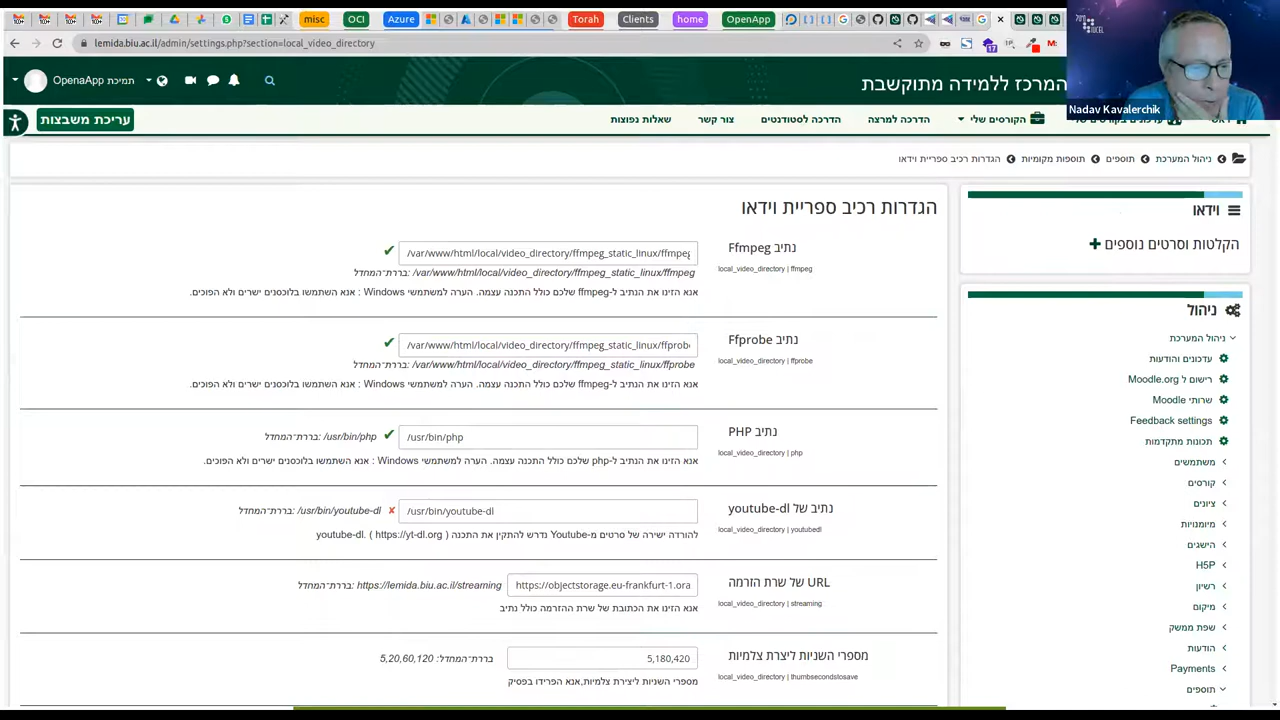 misc
OCI
Azure
Torah
Clients
home
OpenApp
lemida.biu.ac.il/admin/settings.php?section=local_video_directory
Nadav Kavalerchik
המרכז ללמידה מתוקשבת
תמיכת OpenaApp
הקורסים שלי
הדרכה למרצה
הדרכה לסטודנטים
צור קשר
שאלות נפוצות
עריכת משבצות
ניהול המערכת
תוספים
תוספות מקומיות
הגדרות רכיב ספריית וידאו
וידאו
הקלטות וסרטים נוספים
ניהול
ניהול המערכת
עדכונים והודעות
רישום ל Moodle.org
שרותי Moodle
Feedback settings
תכונות מתקדמות
משתמשים
קורסים
ציונים
מיומנויות
הישגים
H5P
רשיון
מיקום
שפת ממשק
הודעות
Payments
תוספים
הגדרות רכיב ספריית וידאו
נתיב Ffmpeg
local_video_directory | ffmpeg
/var/www/html/local/video_directory/ffmpeg_static_linux/ffmpeg
בררת־המחדל: /var/www/html/local/video_directory/ffmpeg_static_linux/ffmpeg
אנא הזינו את הנתיב ל-ffmpeg שלכם כולל התכנה עצמה. הערה למשתמשי Windows : אנא השתמשו בלוכסנים ישרים ולא הפוכים.
נתיב Ffprobe
local_video_directory | ffprobe
/var/www/html/local/video_directory/ffmpeg_static_linux/ffprob
בררת־המחדל: /var/www/html/local/video_directory/ffmpeg_static_linux/ffprobe
אנא הזינו את הנתיב ל-ffmpeg שלכם כולל התכנה עצמה. הערה למשתמשי Windows : אנא השתמשו בלוכסנים ישרים ולא הפוכים.
נתיב PHP
local_video_directory | php
/usr/bin/php
בררת־המחדל: /usr/bin/php
אנא הזינו את הנתיב ל-php שלכם כולל התכנה עצמה. הערה למשתמשי Windows : אנא השתמשו בלוכסנים ישרים ולא הפוכים.
נתיב של youtube-dl
local_video_directory | youtubedl
/usr/bin/youtube-dl
בררת־המחדל: /usr/bin/youtube-dl
להורדה ישירה של סרטים מ-Youtube נדרש להתקין את התכנה youtube-dl. ( https://yt-dl.org )
URL של שרת הזרמה
local_video_directory | streaming
https://objectstorage.eu-frankfurt-1.ora
בררת־המחדל: https://lemida.biu.ac.il/streaming
אנא הזינו את הכתובת של שרת ההזרמה כולל נתיב
מספרי השניות ליצרת צלמיות
local_video_directory | thumbsecondstosave
5,180,420
בררת־המחדל: 5,20,60,120
מספרי השניות ליצירת צלמיות,אנא הפרידו בפסיק